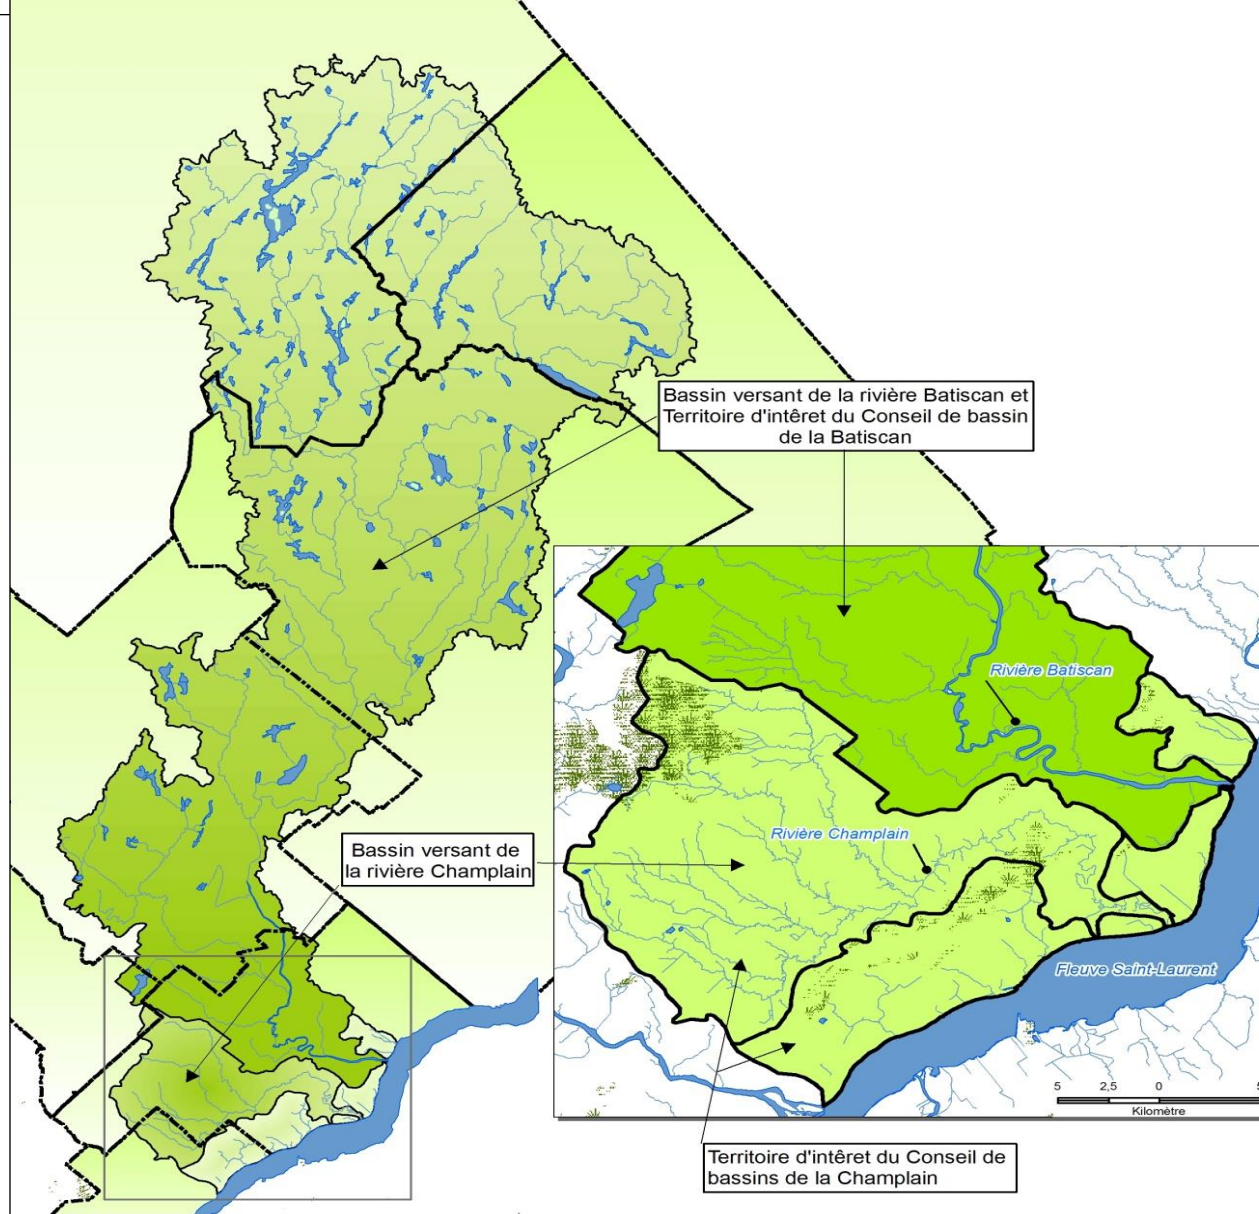 Bassin versant de la rivière Batiscan et
Territoire d'intêret du Conseil de bassin
de la Batiscan
Rivière Batiscan
Bassin versant de
la rivière Champlain
Rivière Champlain
Fleuve Saint-Laurent
5 2,5 0 5
Kilomètre
Territoire d'intêret du Conseil de
bassins de la Champlain